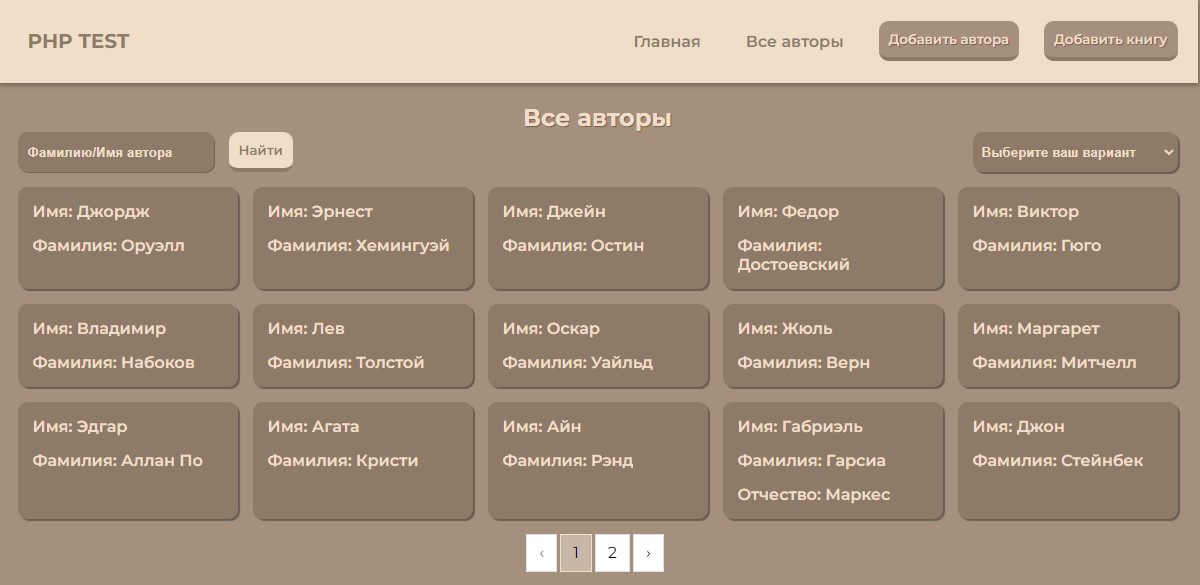 PHP TEST
Главная
Все авторы
Добавить автора
Добавить книгу
Все авторы
Фамилию/Имя автора
Найти
Выберите ваш вариант
Имя: Джордж
Фамилия: Оруэлл
Имя: Эрнест
Фамилия: Хемингуэй
Имя: Джейн
Фамилия: Остин
Имя: Федор
Фамилия:
Достоевский
Имя: Виктор
Фамилия: Гюго
Имя: Владимир
Фамилия: Набоков
Имя: Лев
Фамилия: Толстой
Имя: Оскар
Фамилия: Уайльд
Имя: Жюль
Фамилия: Верн
Имя: Маргарет
Фамилия: Митчелл
Имя: Эдгар
Фамилия: Аллан По
Имя: Агата
Фамилия: Кристи
Имя: Айн
Фамилия: Рэнд
Имя: Габриэль
Фамилия: Гарсиа
Отчество: Маркес
Имя: Джон
Фамилия: Стейнбек
‹ 1 2 ›